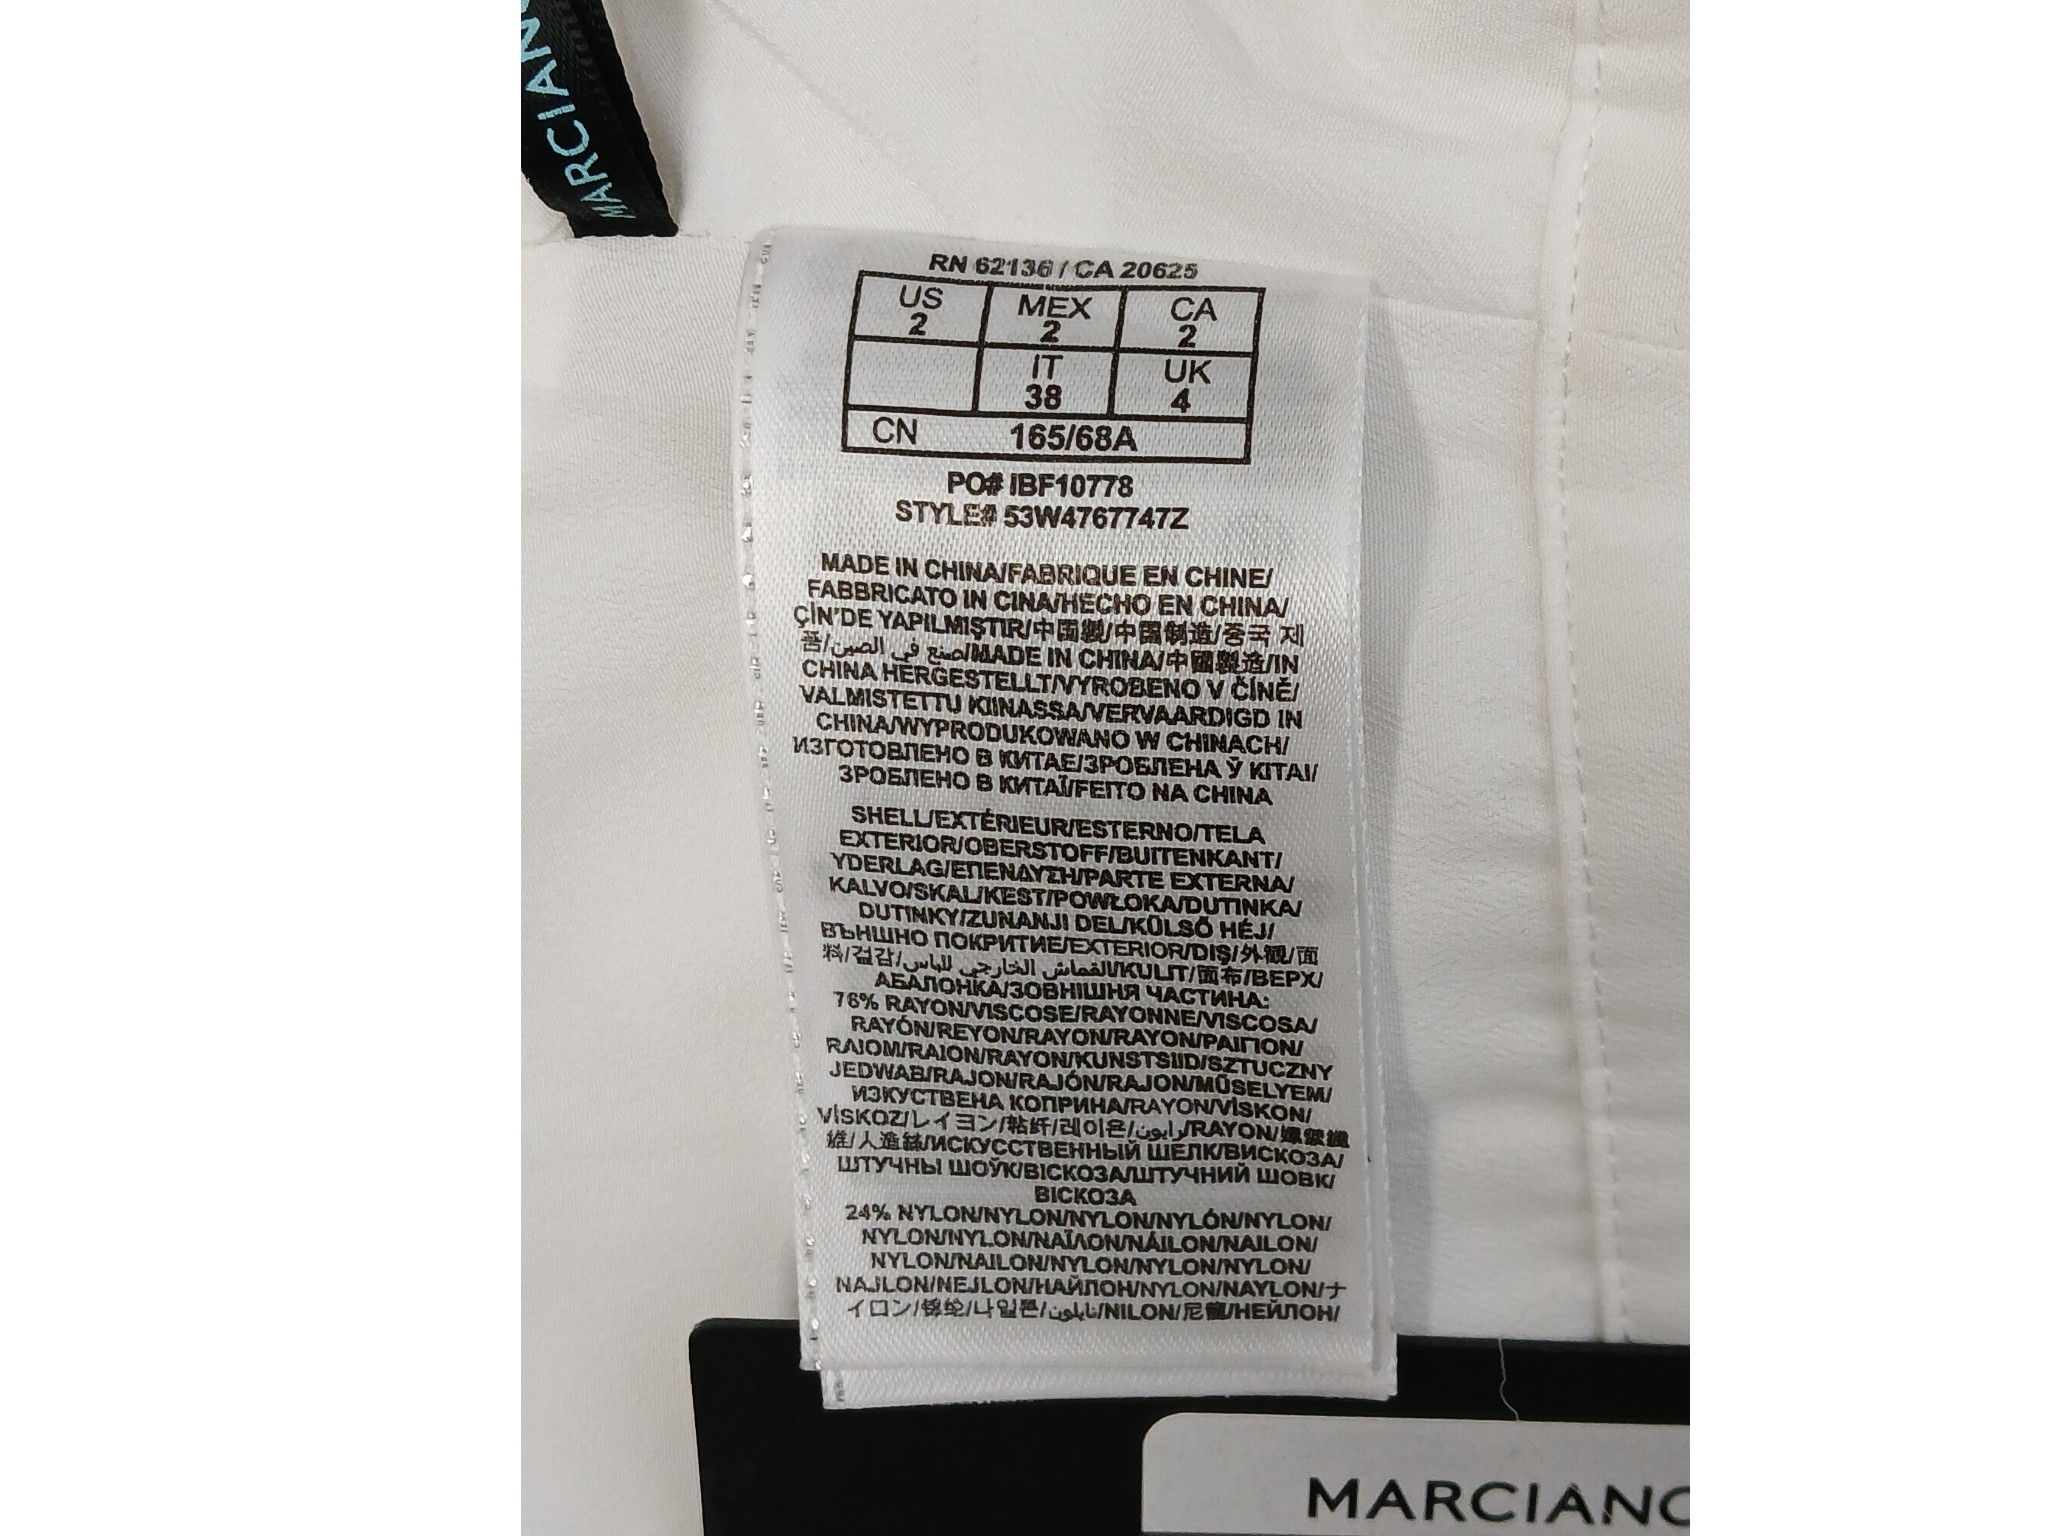 MARCIAN
RN 62136 / CA 20625
US MEX CA
2 2 2
IT UK
38 4
CN 165/68A
PO# IBF10778
STYLE# 53W4767747Z
MADE IN CHINA/FABRIQUE EN CHINE/
FABBRICATO IN CINA/HECHO EN CHINA/
ÇİN'DE YAPILMIŞTIR/中国製/中国制造/중국 제
품/صنع في الصين/MADE IN CHINA/中國製造/IN
CHINA HERGESTELLT/VYROBENO V ČÍNĚ/
VALMISTETTU KIINASSA/VERVAARDIGD IN
CHINA/WYPRODUKOWANO W CHINACH/
ИЗГОТОВЛЕНО В КИТАЕ/ЗРОБЛЕНА Ў КІТАІ/
ЗРОБЛЕНО В КИТАЇ/FEITO NA CHINA
SHELL/EXTÉRIEUR/ESTERNO/TELA
EXTERIOR/OBERSTOFF/BUITENKANT/
YDERLAG/ΕΠΕΝΔΥΣΗ/PARTE EXTERNA/
KALVO/SKAL/KEST/POWŁOKA/DUTINKA/
DUTINKY/ZUNANJI DEL/KÜLSŐ HÉJ/
ВЪНШНО ПОКРИТИЕ/EXTERIOR/DIŞ/外観/面
料/겉감/القماش الخارجي للباس/KULIT/面布/ВЕРХ/
АБАЛОНКА/ЗОВНІШНЯ ЧАСТИНА:
76% RAYON/VISCOSE/RAYONNE/VISCOSA/
RAYÓN/REYON/RAYON/RAYON/ΡΑΙΓΙΟΝ/
RAIOM/RAION/RAYON/KUNSTSIID/SZTUCZNY
JEDWAB/RAJON/RAJÓN/RAJON/MŰSELYEM/
ИЗКУСТВЕНА КОПРИНА/RAYON/VİSKON/
VİSKOZ/レイヨン/粘纤/레이온/رايون/RAYON/嫘縈纖
維/人造絲/ИСКУССТВЕННЫЙ ШЕЛК/ВИСКОЗА/
ШТУЧНЫ ШОЎК/ВІСКОЗА/ШТУЧНИЙ ШОВК/
ВІСКОЗА
24% NYLON/NYLON/NYLON/NYLÓN/NYLON/
NYLON/NYLON/ΝΑΪΛΟΝ/NÁILON/NAILON/
NYLON/NAILON/NYLON/NYLON/NYLON/
NAJLON/NEJLON/НАЙЛОН/NYLON/NAYLON/ナ
イロン/锦纶/나일론/نايلون/NILON/尼龍/НЕЙЛОН/
MARCIANO